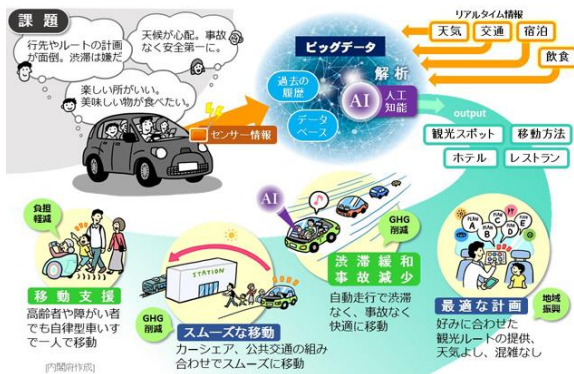 課題
行先やルートの計画
が面倒。渋滞は嫌だ
天候が心配。事故
なく安全第一に。
楽しい所がいい。
美味しい物が食べたい。
センサー情報
ビッグデータ
過去の
履歴
データ
ベース
解析
AI
人工
知能
リアルタイム情報
天気
交通
宿泊
飲食
output
観光スポット
移動方法
ホテル
レストラン
負担
軽減
移動支援
高齢者や障がい者
でも自律型車いす
で一人で移動
STATION
GHG
削減
スムーズな移動
カーシェア、公共交通の組み
合わせでスムーズに移動
AI
GHG
削減
渋滞緩和
事故減少
自動走行で渋滞
なく、事故なく
快適に移動
PLAN
A
PLAN
B
PLAN
C
PLAN
D
PLAN
E
最適な計画
地域
振興
好みに合わせた
観光ルートの提供、
天気よし、混雑なし
[内閣府作成]